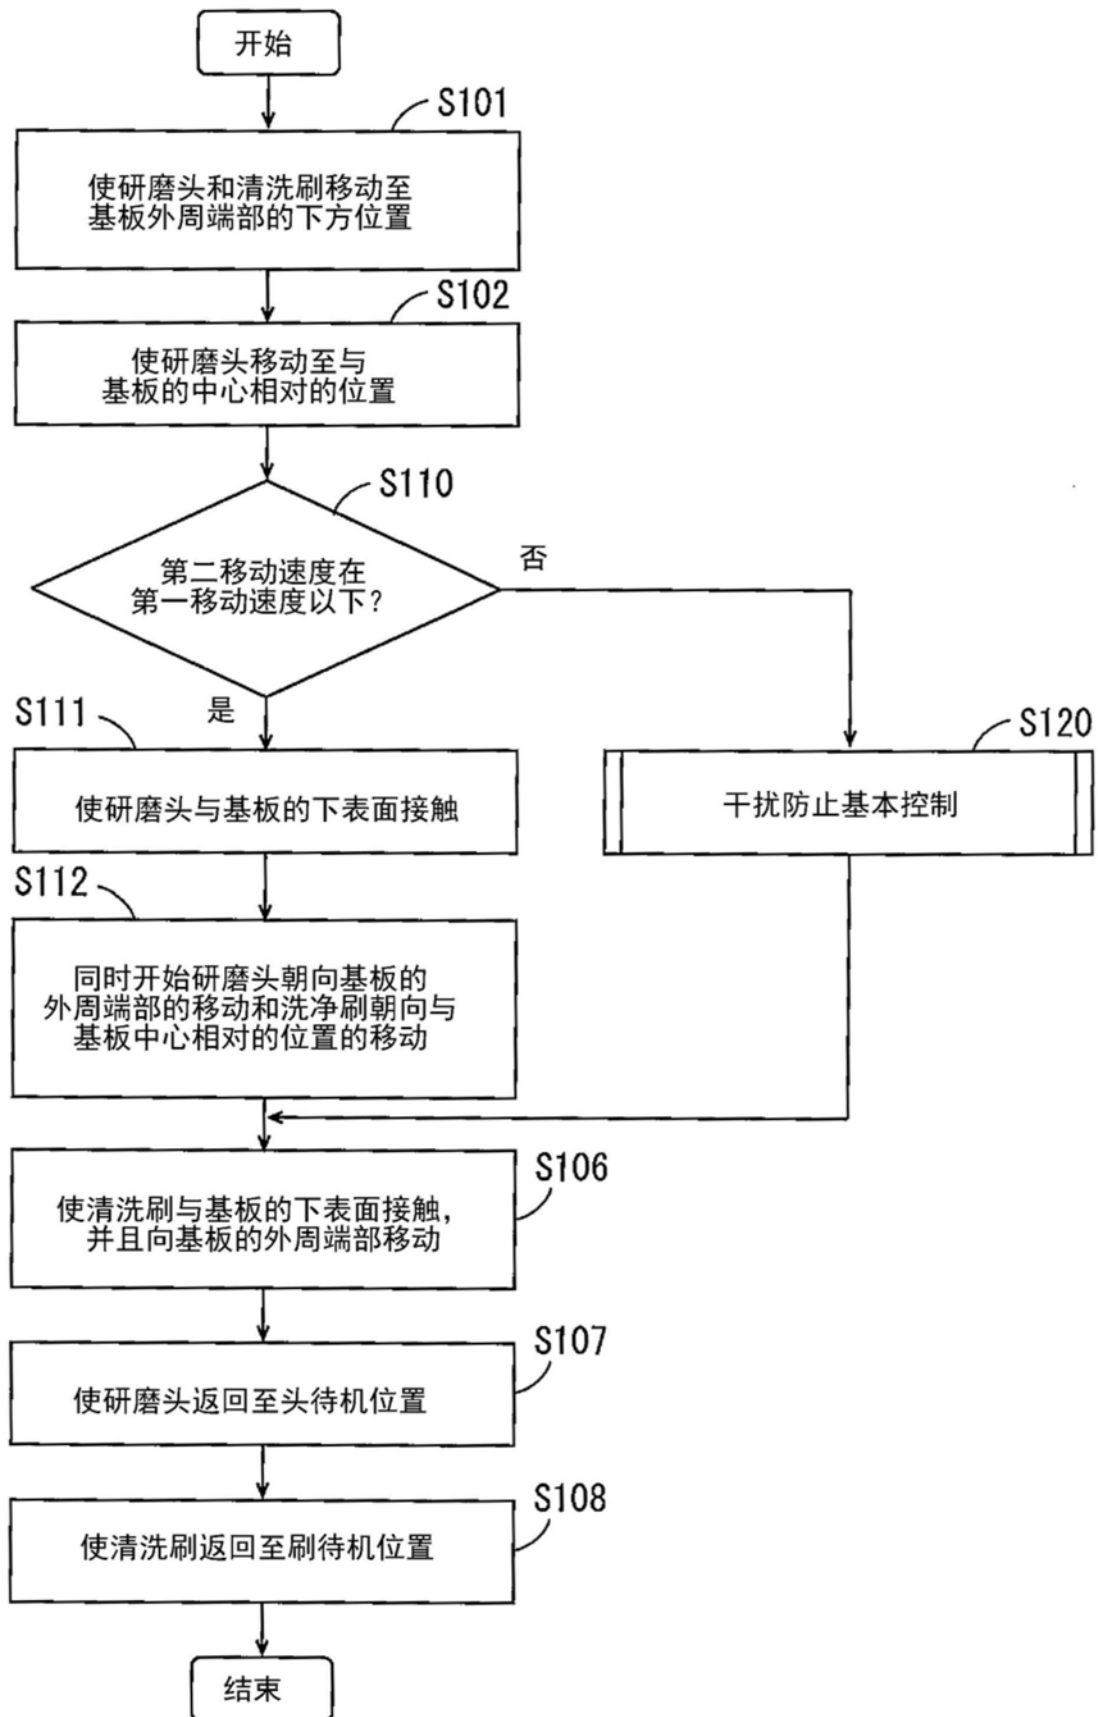 开始
S101
使研磨头和清洗刷移动至
基板外周端部的下方位置
S102
使研磨头移动至与
基板的中心相对的位置
S110
第二移动速度在
第一移动速度以下?
否
是
S111
使研磨头与基板的下表面接触
S120
干扰防止基本控制
S112
同时开始研磨头朝向基板的
外周端部的移动和洗净刷朝向与
基板中心相对的位置的移动
S106
使清洗刷与基板的下表面接触，
并且向基板的外周端部移动
S107
使研磨头返回至头待机位置
S108
使清洗刷返回至刷待机位置
结束